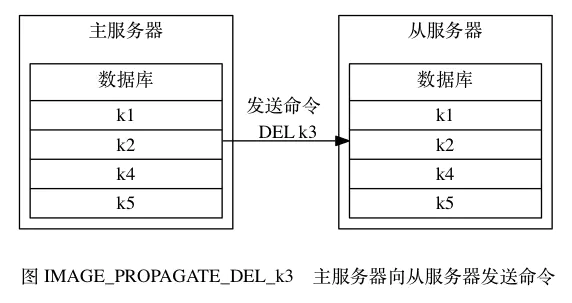 主服务器
数据库
k1
k2
k4
k5
发送命令
DEL k3
从服务器
数据库
k1
k2
k4
k5
图 IMAGE_PROPAGATE_DEL_k3 主服务器向从服务器发送命令